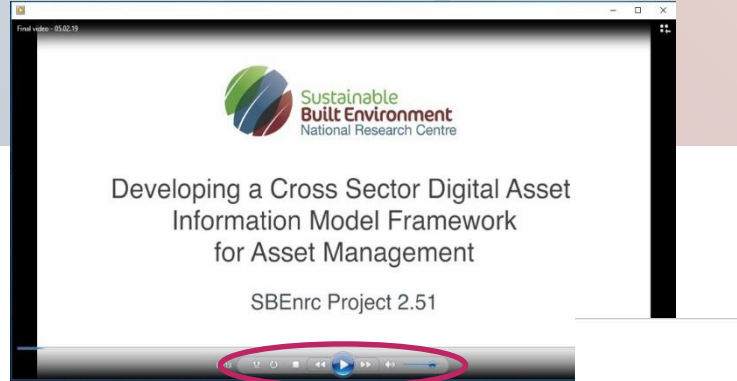 Final video - 05.02.19
Sustainable
Built Environment
National Research Centre
Developing a Cross Sector Digital Asset
Information Model Framework
for Asset Management
SBEnrc Project 2.51